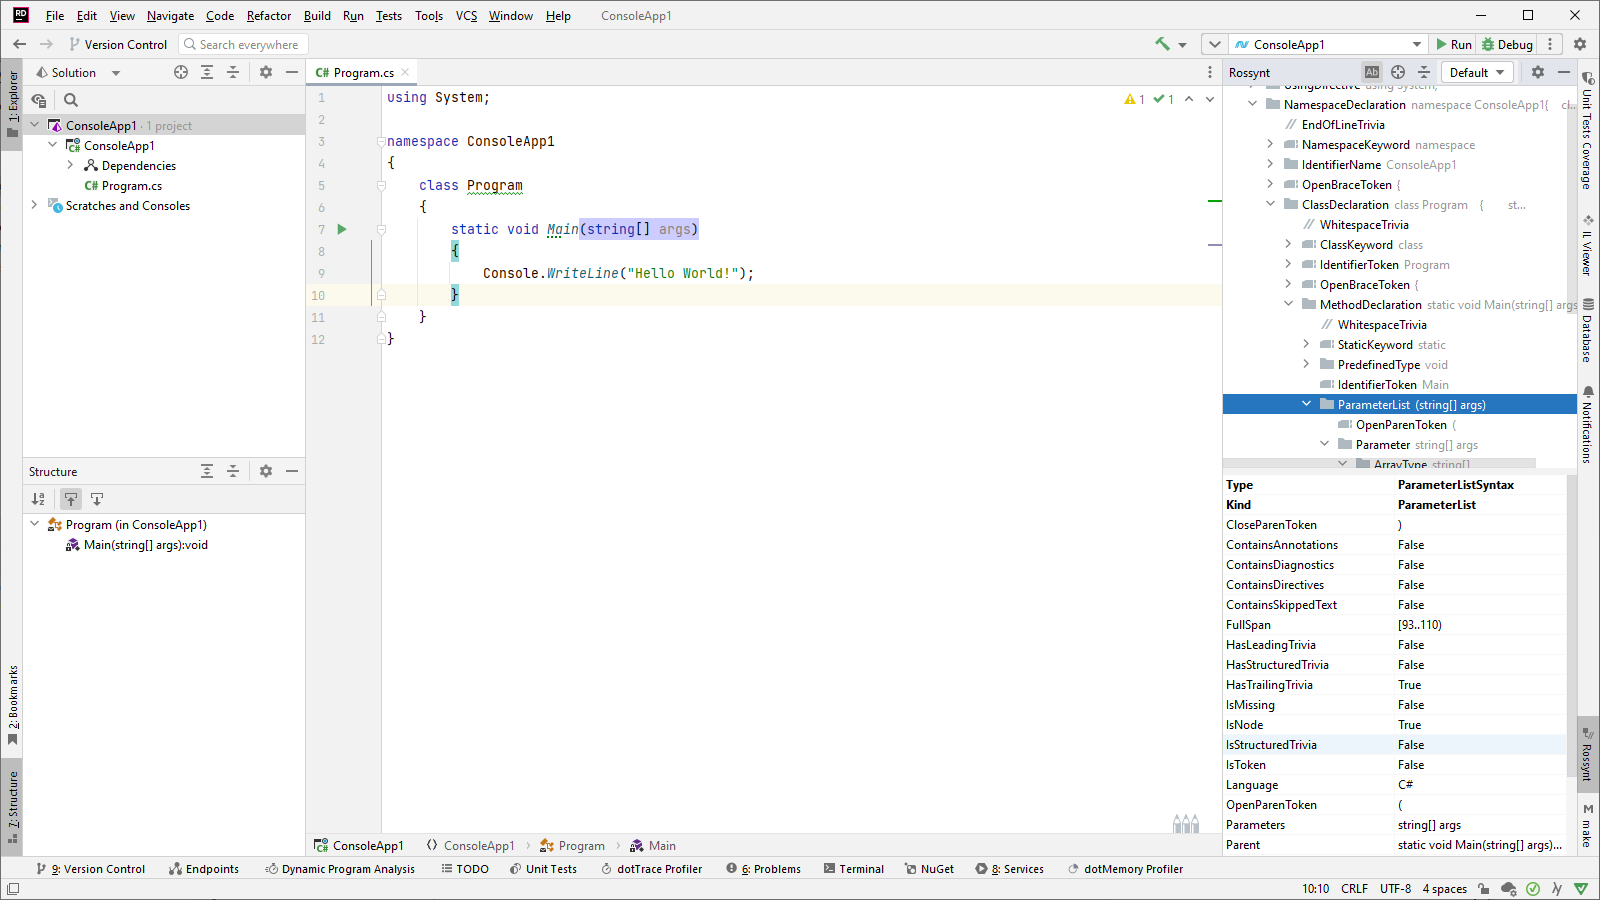 RD File Edit View Navigate Code Refactor Build Run Tests Tools VCS Window Help ConsoleApp1
Version Control Search everywhere ConsoleApp1 Run Debug
1: Explorer
Solution
ConsoleApp1 · 1 project
ConsoleApp1
Dependencies
C# Program.cs
Scratches and Consoles
Structure
Program (in ConsoleApp1)
Main(string[] args):void
2: Bookmarks
7: Structure
C# Program.cs
1 using System;
2
3 namespace ConsoleApp1
4 {
5 class Program
6 {
7 static void Main(string[] args)
8 {
9 Console.WriteLine("Hello World!");
10 }
11 }
12 }
1 1
ConsoleApp1 ConsoleApp1 Program Main
Rossynt Ab Default
UsingDirective using System;
NamespaceDeclaration namespace ConsoleApp1{ cl...
// EndOfLineTrivia
NamespaceKeyword namespace
IdentifierName ConsoleApp1
OpenBraceToken {
ClassDeclaration class Program { st...
// WhitespaceTrivia
ClassKeyword class
IdentifierToken Program
OpenBraceToken {
MethodDeclaration static void Main(string[] args
// WhitespaceTrivia
StaticKeyword static
PredefinedType void
IdentifierToken Main
ParameterList (string[] args)
OpenParenToken (
Parameter string[] args
ArrayType string[]
Type ParameterListSyntax
Kind ParameterList
CloseParenToken )
ContainsAnnotations False
ContainsDiagnostics False
ContainsDirectives False
ContainsSkippedText False
FullSpan [93..110)
HasLeadingTrivia False
HasStructuredTrivia False
HasTrailingTrivia True
IsMissing False
IsNode True
IsStructuredTrivia False
IsToken False
Language C#
OpenParenToken (
Parameters string[] args
Parent static void Main(string[] args)...
Unit Tests Coverage
IL Viewer
Database
Notifications
Rossynt
M make
9: Version Control Endpoints Dynamic Program Analysis TODO Unit Tests dotTrace Profiler 6: Problems Terminal NuGet 8: Services dotMemory Profiler
10:10 CRLF UTF-8 4 spaces